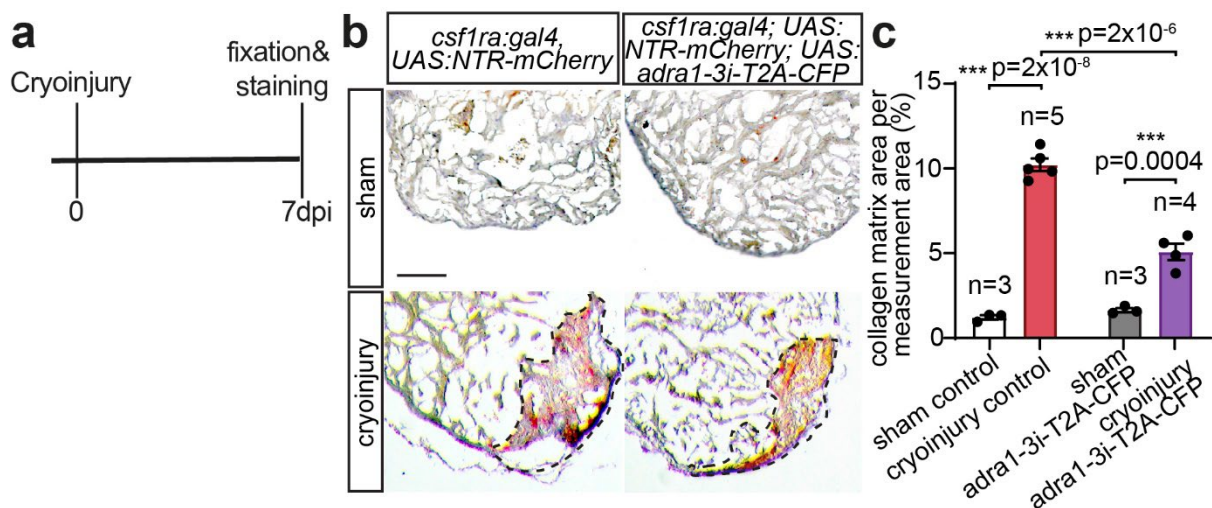 a
fixation&
Cryoinjury staining
0 7dpi
b
csf1ra:gal4,
UAS:NTR-mCherry
csf1ra:gal4; UAS:
NTR-mCherry; UAS:
adra1-3i-T2A-CFP
sham
cryoinjury
c
*** p=2x10⁻⁶
*** p=2x10⁻⁸
n=5
***
p=0.0004
n=4
n=3
n=3
collagen matrix area per
measurement area (%)
15
10
5
0
sham control
cryoinjury control
sham
adra1-3i-T2A-CFP
cryoinjury
adra1-3i-T2A-CFP